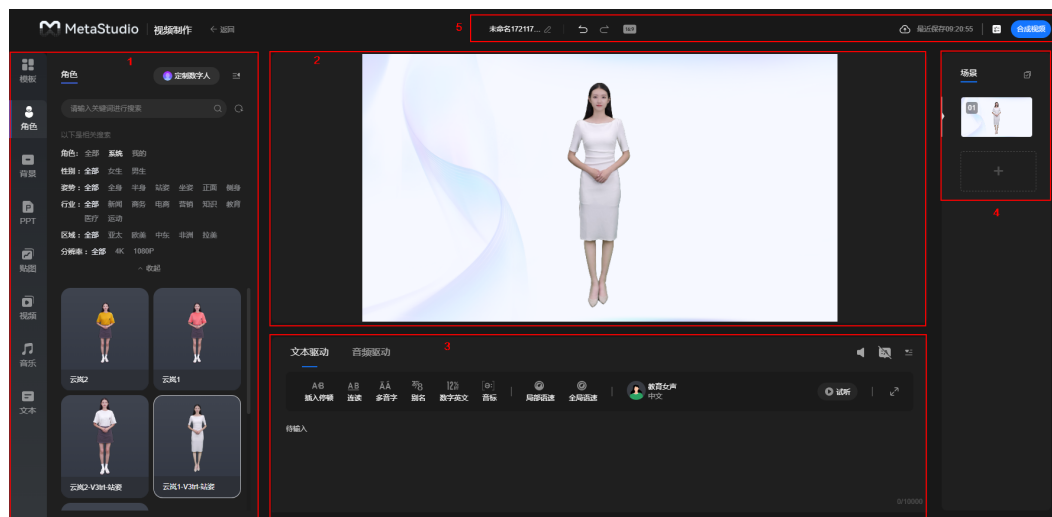 MetaStudio 视频制作 ← 返回
5
未命名172117...
16:9
最近保存09:20:55
合成视频
模板
角色
背景
PPT
贴图
视频
音乐
文本
1
角色
定制数字人
请输入关键词进行搜索
以下是相关搜索
角色: 全部 系统 我的
性别: 全部 女生 男生
姿势: 全部 全身 半身 站姿 坐姿 正面 侧身
行业: 全部 新闻 商务 电商 营销 知识 教育
医疗 运动
区域: 全部 亚太 欧美 中东 非洲 拉美
分辨率: 全部 4K 1080P
收起
云岚2
云岚1
云岚2-V3tr1-站姿
云岚1-V3tr1-站姿
2
3
文本驱动 音频驱动
插入停顿 连读 多音字 别名 数字英文 音标 局部语速 全局语速
教育女声
中文
试听
待输入
0/10000
场景
01
4